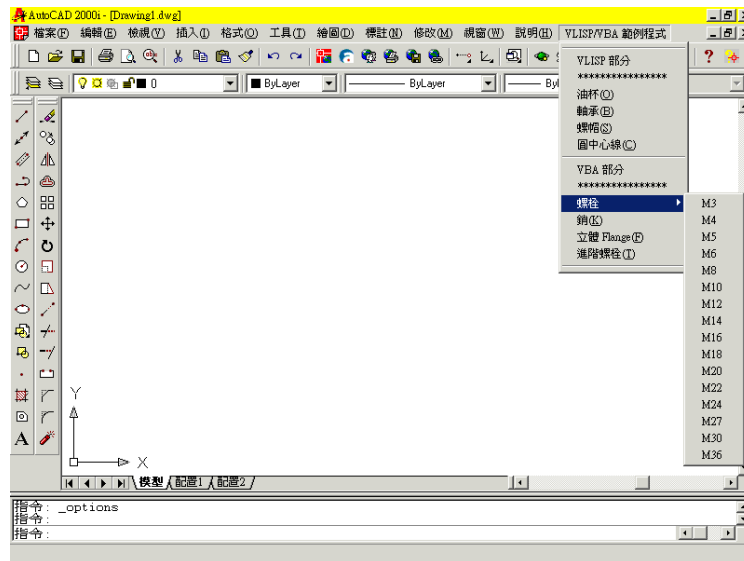 AutoCAD 2000i - [Drawing1.dwg]
檔案(F) 編輯(E) 檢視(V) 插入(I) 格式(O) 工具(T) 繪圖(D) 標註(N) 修改(M) 視窗(W) 說明(H) VLISP/VBA 範例程式
0 ByLayer ByLayer
VLISP 部分
****************
油杯(O)
軸承(B)
螺帽(S)
圓中心線(C)
VBA 部分
****************
螺栓
銷(K)
立體 Flange(F)
進階螺栓(T)
M3
M4
M5
M6
M8
M10
M12
M14
M16
M18
M20
M22
M24
M27
M30
M36
Y
X
模型 配置1 配置2
指令: _options
指令:
指令: